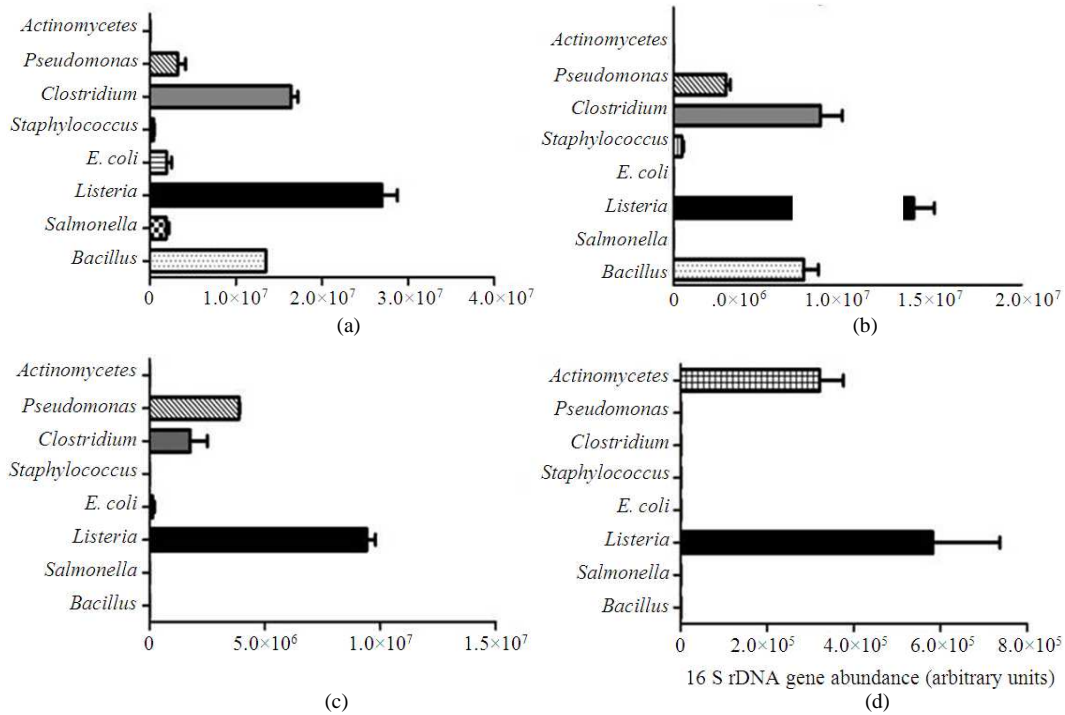 Actinomycetes
Pseudomonas
Clostridium
Staphylococcus
E. coli
Listeria
Salmonella
Bacillus
0 1.0×10⁷ 2.0×10⁷ 3.0×10⁷ 4.0×10⁷
(a)
Actinomycetes
Pseudomonas
Clostridium
Staphylococcus
E. coli
Listeria
Salmonella
Bacillus
0 .0×10⁶ 1.0×10⁷ 1.5×10⁷ 2.0×10⁷
(b)
Actinomycetes
Pseudomonas
Clostridium
Staphylococcus
E. coli
Listeria
Salmonella
Bacillus
0 5.0×10⁶ 1.0×10⁷ 1.5×10⁷
(c)
Actinomycetes
Pseudomonas
Clostridium
Staphylococcus
E. coli
Listeria
Salmonella
Bacillus
0 2.0×10⁵ 4.0×10⁵ 6.0×10⁵ 8.0×10⁵
16 S rDNA gene abundance (arbitrary units)
(d)